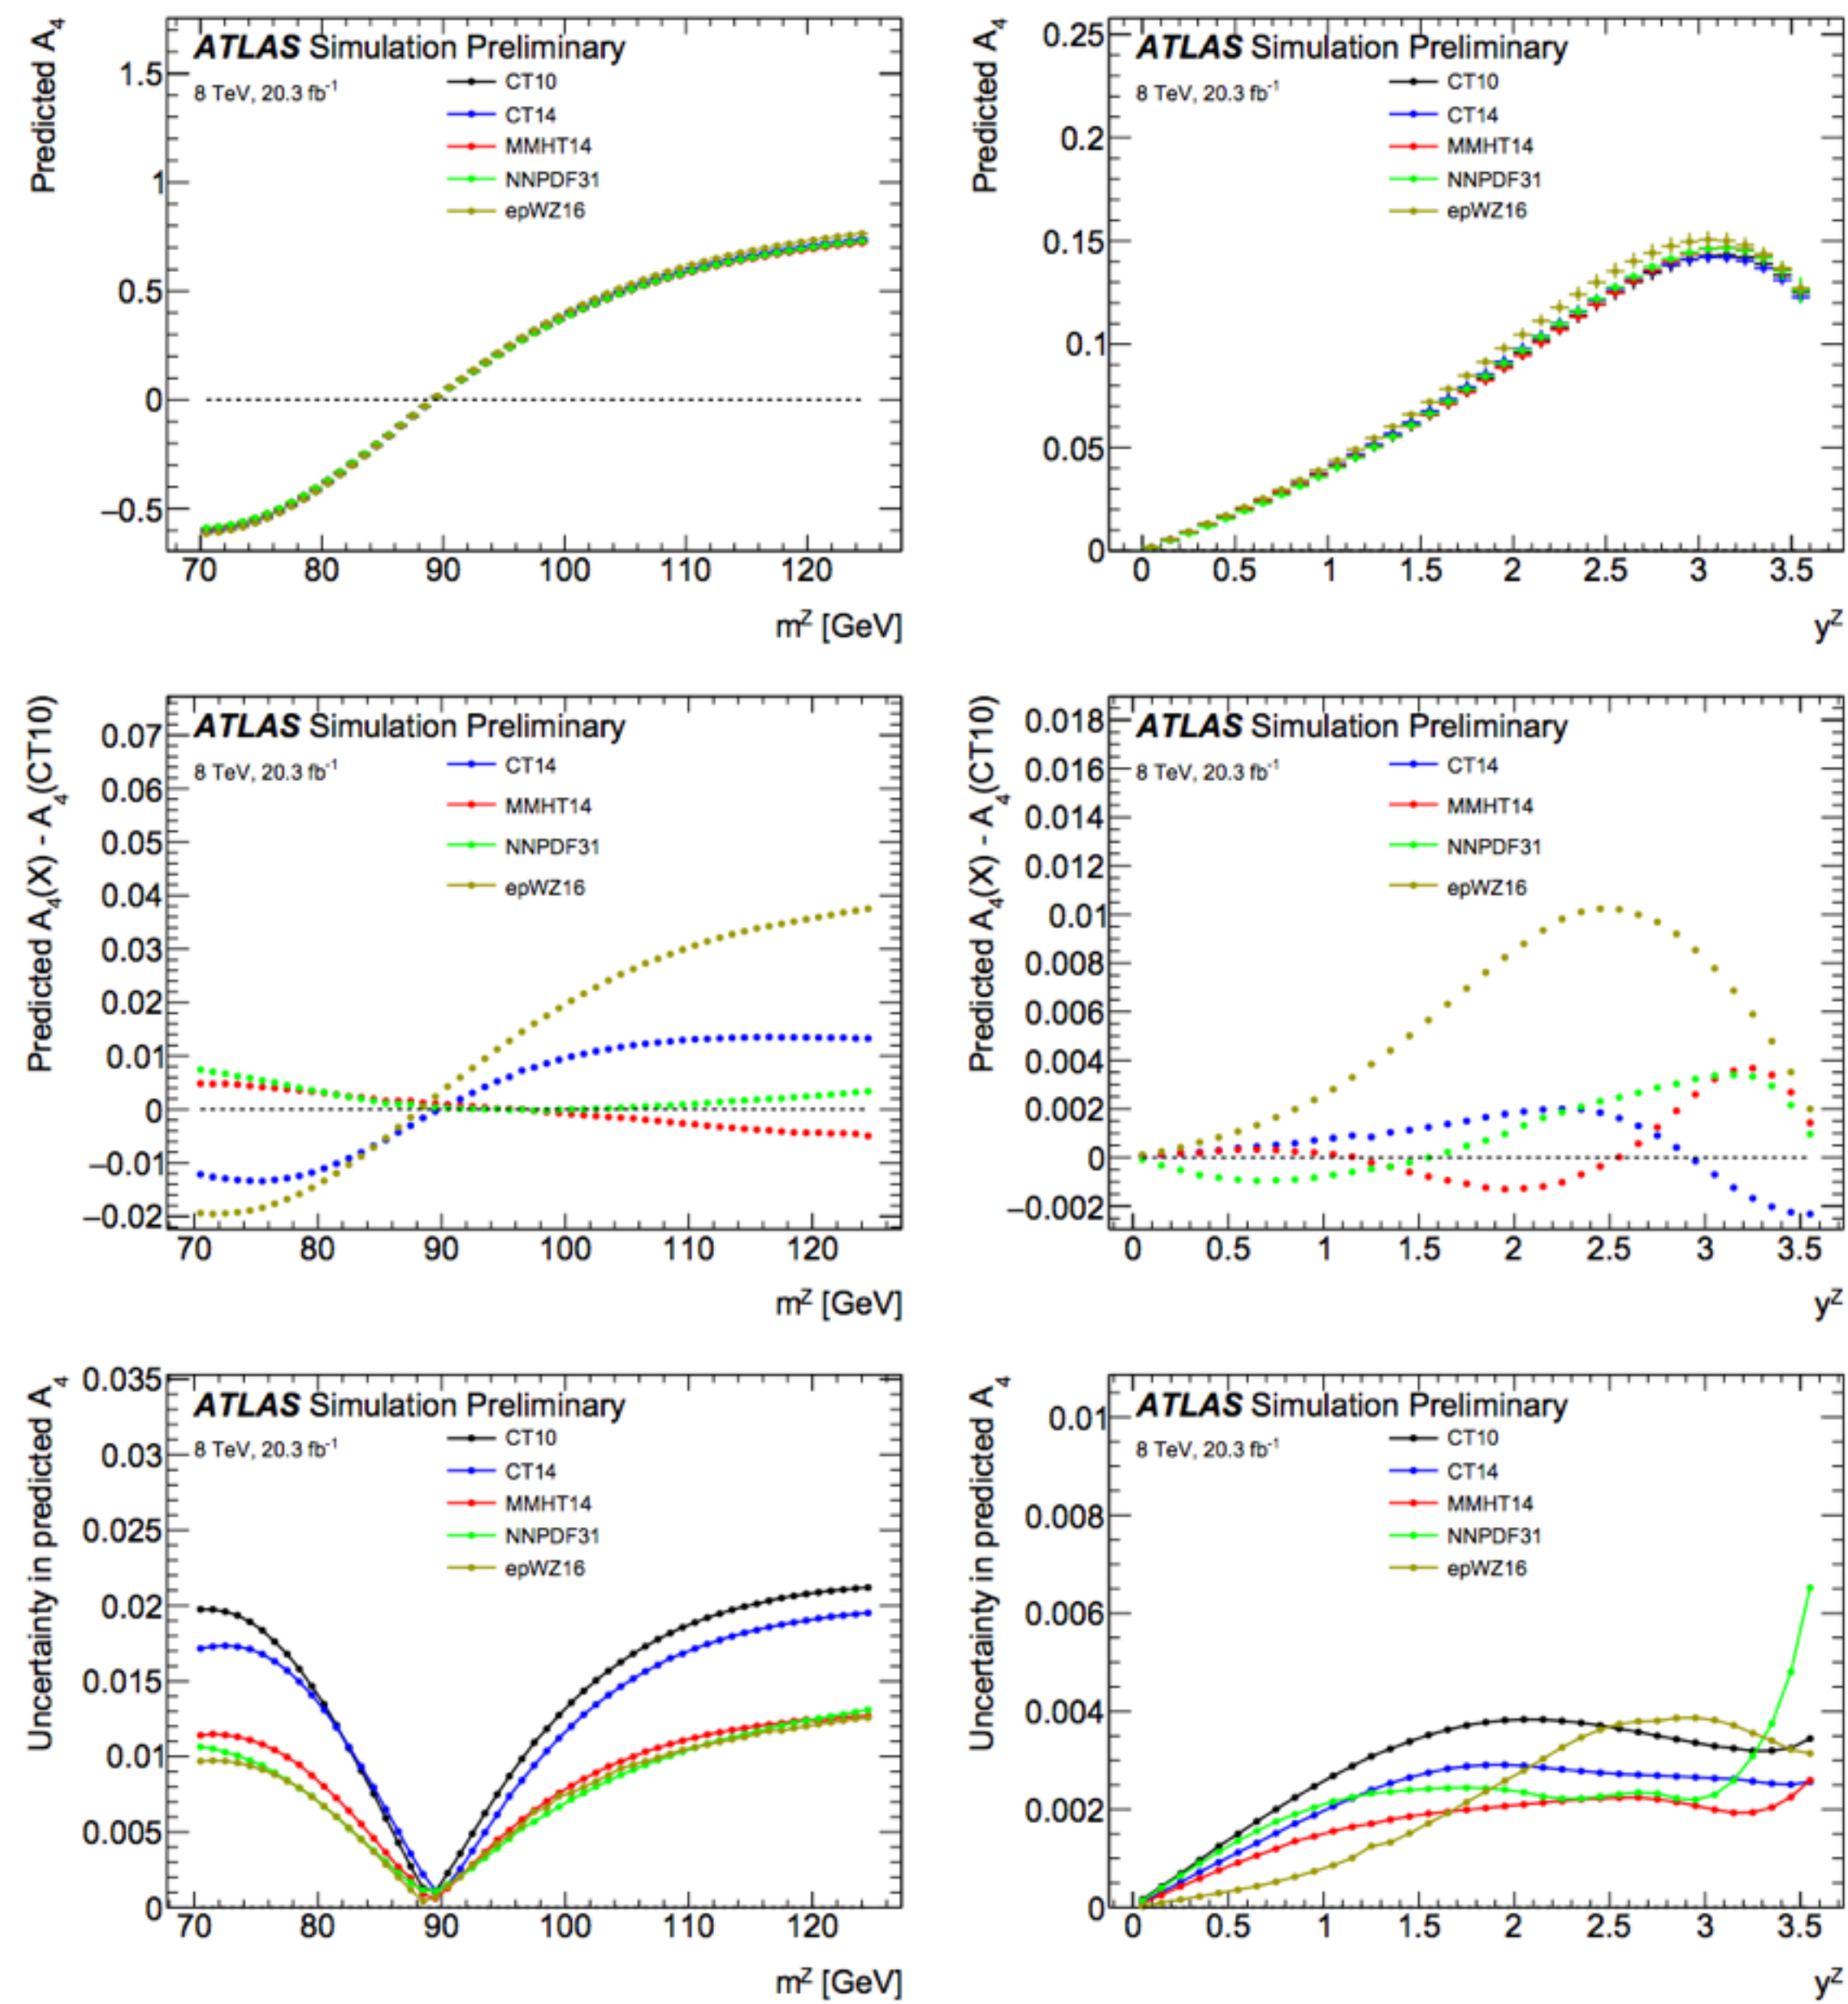 Predicted A4
ATLAS Simulation Preliminary
8 TeV, 20.3 fb-1
CT10
CT14
MMHT14
NNPDF31
epWZ16
1.5
1
0.5
0
−0.5
70 80 90 100 110 120
mZ [GeV]
Predicted A4
ATLAS Simulation Preliminary
8 TeV, 20.3 fb-1
CT10
CT14
MMHT14
NNPDF31
epWZ16
0.25
0.2
0.15
0.1
0.05
0
0 0.5 1 1.5 2 2.5 3 3.5
yZ
Predicted A4(X) - A4(CT10)
ATLAS Simulation Preliminary
8 TeV, 20.3 fb-1
CT14
MMHT14
NNPDF31
epWZ16
0.07
0.06
0.05
0.04
0.03
0.02
0.01
0
−0.01
−0.02
70 80 90 100 110 120
mZ [GeV]
Predicted A4(X) - A4(CT10)
ATLAS Simulation Preliminary
8 TeV, 20.3 fb-1
CT14
MMHT14
NNPDF31
epWZ16
0.018
0.016
0.014
0.012
0.01
0.008
0.006
0.004
0.002
0
−0.002
0 0.5 1 1.5 2 2.5 3 3.5
yZ
Uncertainty in predicted A4
ATLAS Simulation Preliminary
8 TeV, 20.3 fb-1
CT10
CT14
MMHT14
NNPDF31
epWZ16
0.035
0.03
0.025
0.02
0.015
0.01
0.005
0
70 80 90 100 110 120
mZ [GeV]
Uncertainty in predicted A4
ATLAS Simulation Preliminary
8 TeV, 20.3 fb-1
CT10
CT14
MMHT14
NNPDF31
epWZ16
0.01
0.008
0.006
0.004
0.002
0
0 0.5 1 1.5 2 2.5 3 3.5
yZ